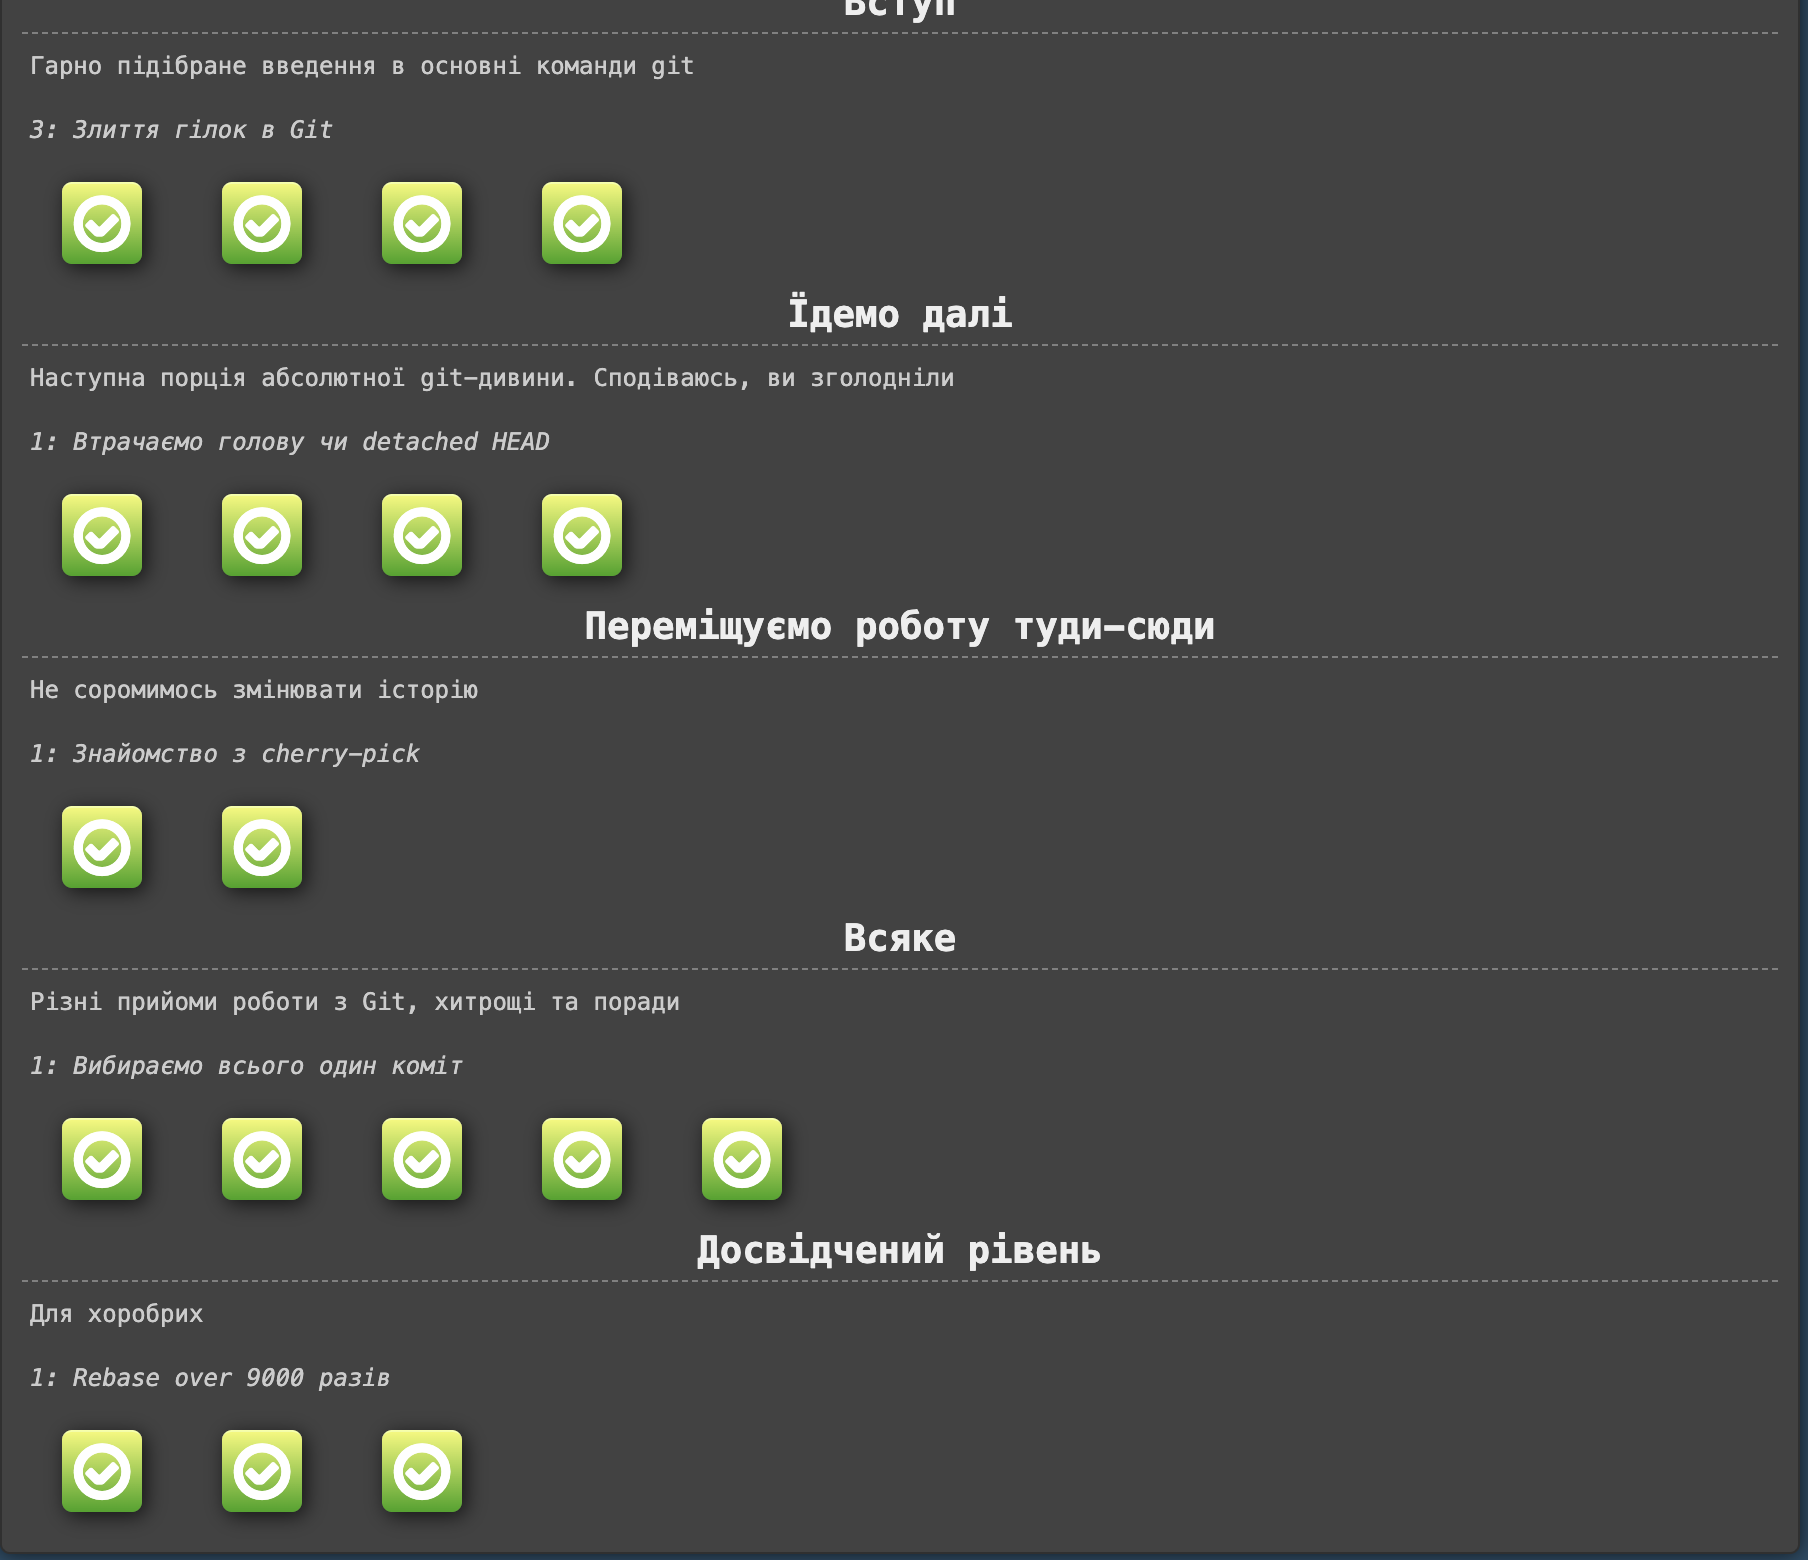 Вступ
Гарно підібране введення в основні команди git
3: Злиття гілок в Git
Їдемо далі
Наступна порція абсолютної git-дивини. Сподіваюсь, ви зголодніли
1: Втрачаємо голову чи detached HEAD
Переміщуємо роботу туди-сюди
Не соромимось змінювати історію
1: Знайомство з cherry-pick
Всяке
Різні прийоми роботи з Git, хитрощі та поради
1: Вибираємо всього один коміт
Досвідчений рівень
Для хоробрих
1: Rebase over 9000 разів